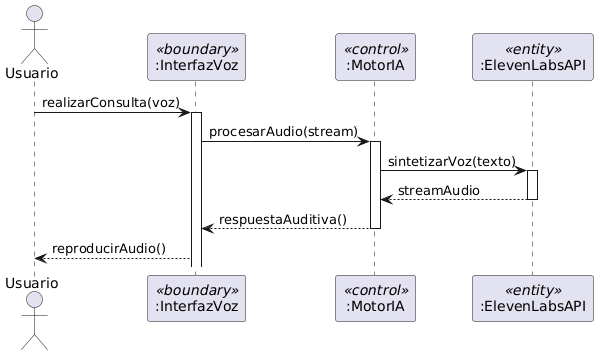 Usuario
«boundary»
:InterfazVoz
«control»
:MotorIA
«entity»
:ElevenLabsAPI
realizarConsulta(voz)
procesarAudio(stream)
sintetizarVoz(texto)
streamAudio
respuestaAuditiva()
reproducirAudio()
Usuario
«boundary»
:InterfazVoz
«control»
:MotorIA
«entity»
:ElevenLabsAPI